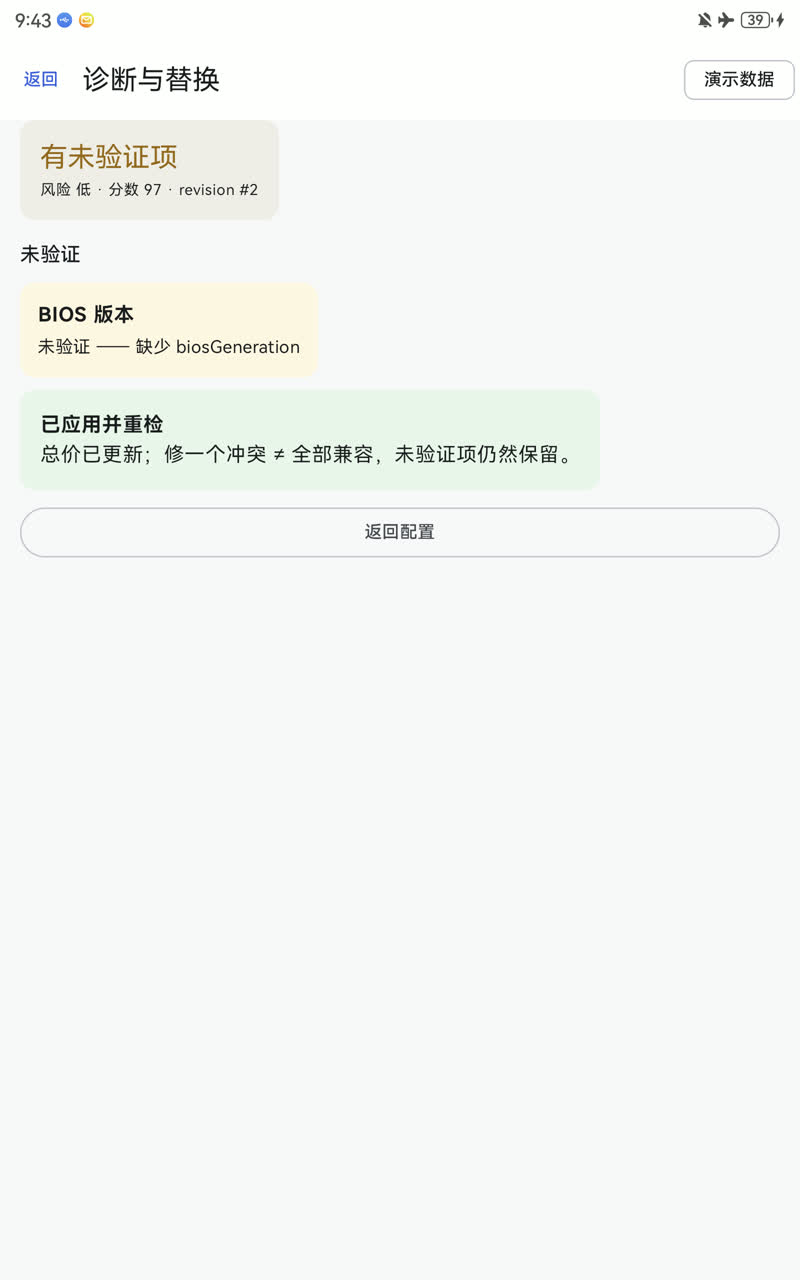 9:43
39
返回 诊断与替换 演示数据
有未验证项
风险 低 · 分数 97 · revision #2
未验证
BIOS 版本
未验证 —— 缺少 biosGeneration
已应用并重检
总价已更新；修一个冲突 ≠ 全部兼容，未验证项仍然保留。
返回配置